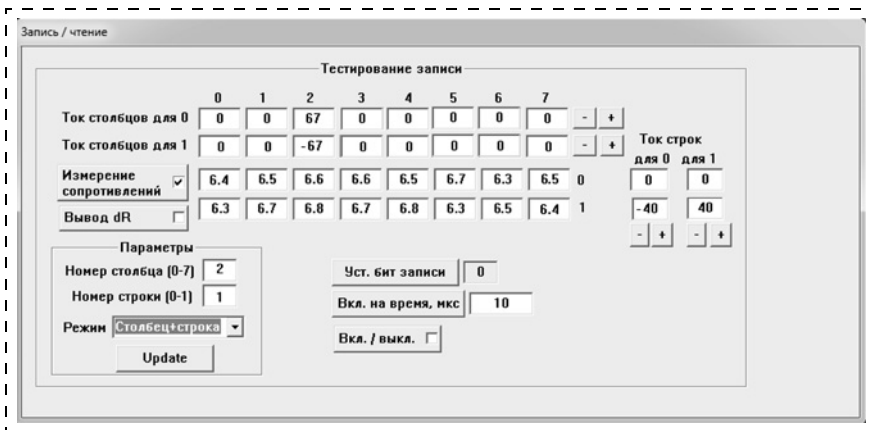 Запись / чтение
Тестирование записи
0 1 2 3 4 5 6 7
Ток столбцов для 0 0 0 67 0 0 0 0 0 - +
Ток столбцов для 1 0 0 -67 0 0 0 0 0 - +
Ток строк
для 0 для 1
Измерение сопротивлений 6.4 6.5 6.6 6.6 6.5 6.7 6.3 6.5 0 0 0
Вывод dR 6.3 6.7 6.8 6.7 6.8 6.3 6.5 6.4 1 -40 40
- + - +
Параметры
Номер столбца (0-7) 2
Уст. бит записи 0
Номер строки (0-1) 1
Вкл. на время, мкс 10
Режим Столбец+строка
Вкл. / выкл.
Update